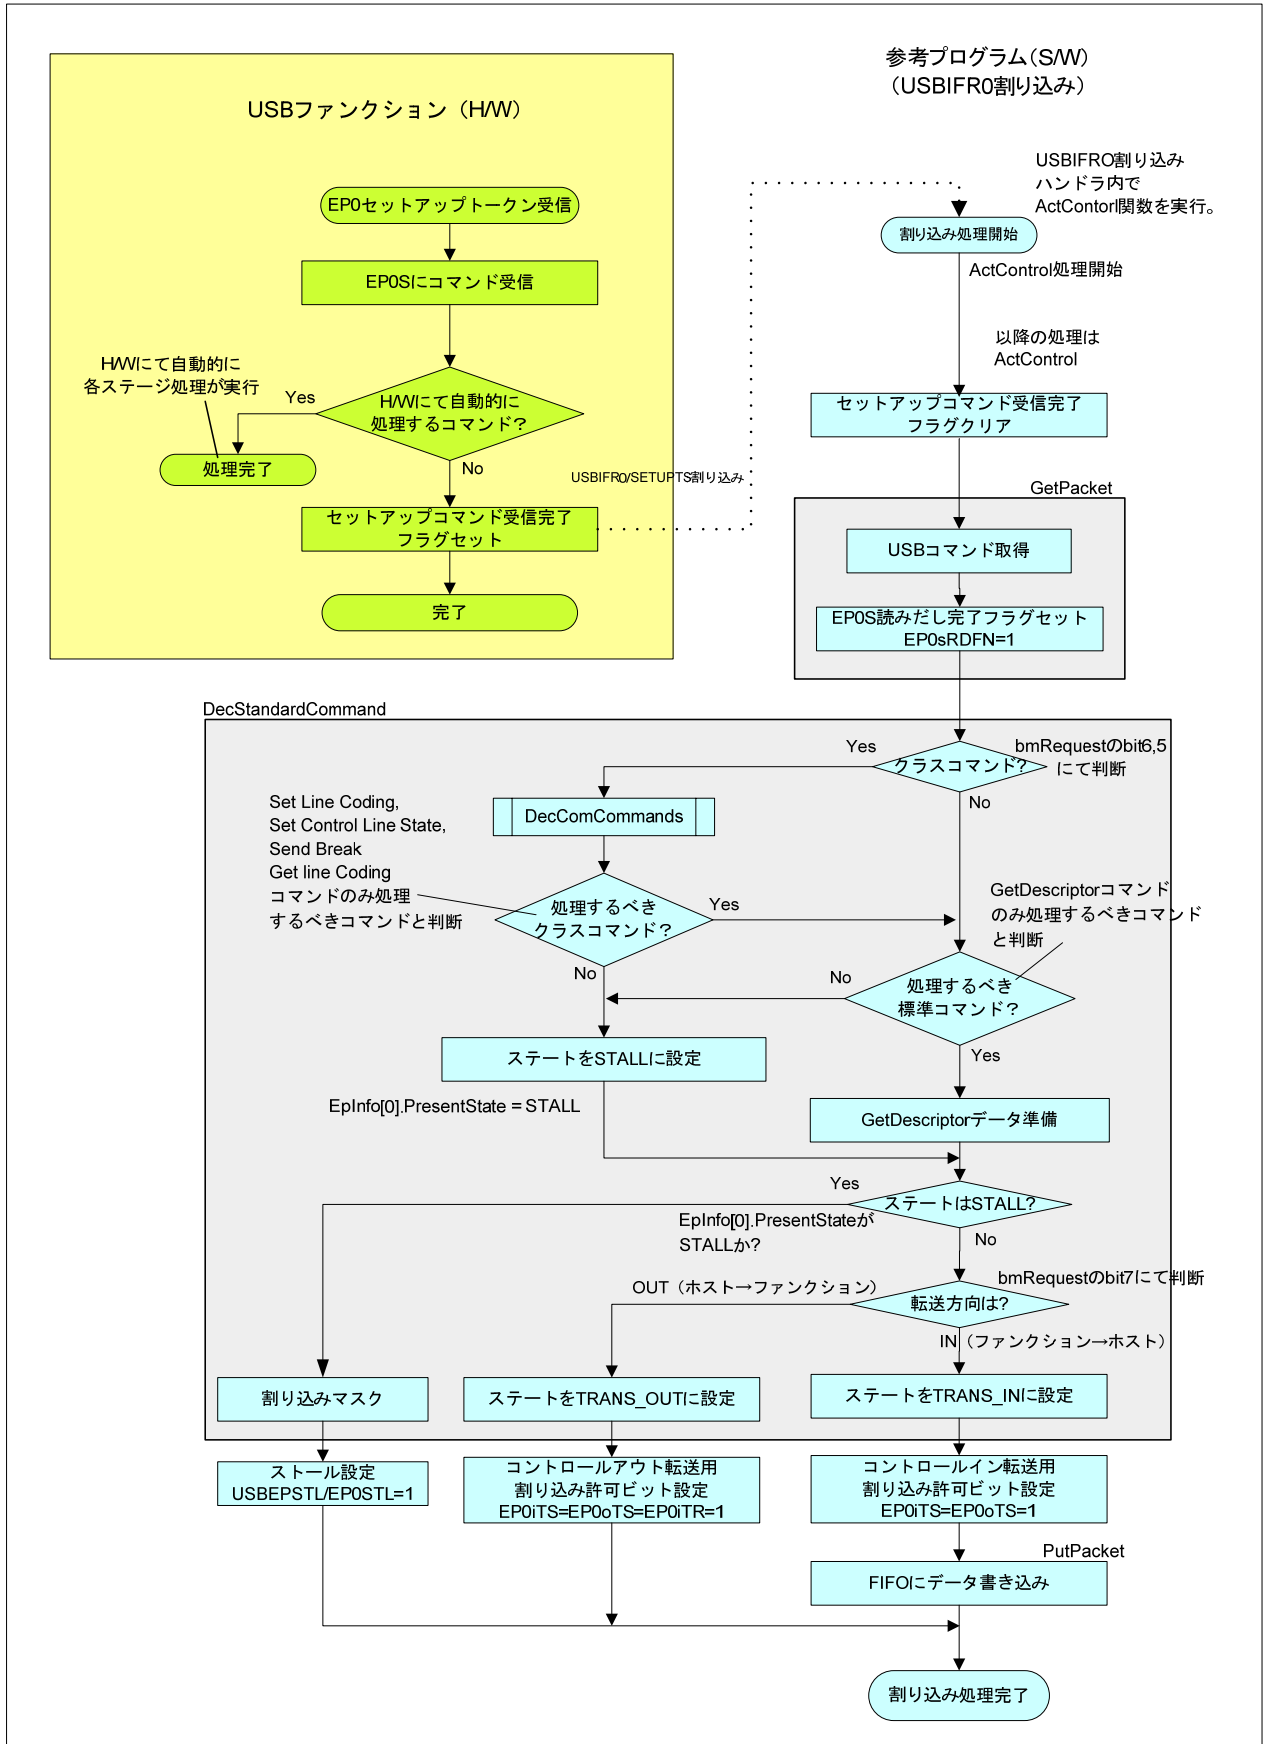 参考プログラム(S/W)
(USBIFR0割り込み)
USBファンクション (H/W)
EP0セットアップトークン受信
EP0Sにコマンド受信
H/Wにて自動的に
各ステージ処理が実行
Yes
H/Wにて自動的に
処理するコマンド?
処理完了
No
USBIFR0/SETUPTS割り込み
セットアップコマンド受信完了
フラグセット
完了
USBIFRO割り込み
ハンドラ内で
ActContorl関数を実行。
割り込み処理開始
ActControl処理開始
以降の処理は
ActControl
セットアップコマンド受信完了
フラグクリア
GetPacket
USBコマンド取得
EP0S読みだし完了フラグセット
EP0sRDFN=1
DecStandardCommand
Yes
クラスコマンド?
bmRequestのbit6,5
にて判断
No
DecComCommands
Set Line Coding,
Set Control Line State,
Send Break
Get line Coding
コマンドのみ処理
するべきコマンドと判断
処理するべき
クラスコマンド?
Yes
No
GetDescriptorコマンド
のみ処理するべきコマンド
と判断
No
処理するべき
標準コマンド?
Yes
ステートをSTALLに設定
EpInfo[0].PresentState = STALL
GetDescriptorデータ準備
Yes
ステートはSTALL?
EpInfo[0].PresentStateが
STALLか?
No
OUT (ホスト→ファンクション)
bmRequestのbit7にて判断
転送方向は?
IN (ファンクション→ホスト)
割り込みマスク
ステートをTRANS_OUTに設定
ステートをTRANS_INに設定
ストール設定
USBEPSTL/EP0STL=1
コントロールアウト転送用
割り込み許可ビット設定
EP0iTS=EP0oTS=EP0iTR=1
コントロールイン転送用
割り込み許可ビット設定
EP0iTS=EP0oTS=1
PutPacket
FIFOにデータ書き込み
割り込み処理完了